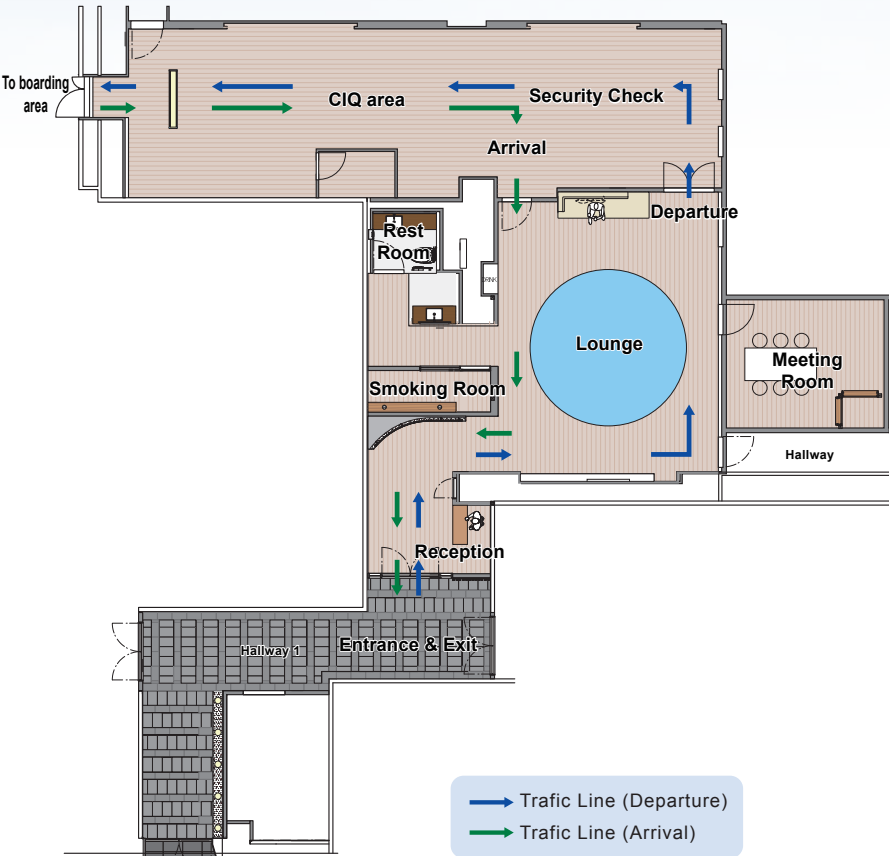 To boarding
area
CIQ area
Security Check
Arrival
Departure
Rest
Room
DRINK
Lounge
Meeting
Room
Smoking Room
Hallway
Reception
Entrance & Exit
Hallway 1
Trafic Line (Departure)
Trafic Line (Arrival)